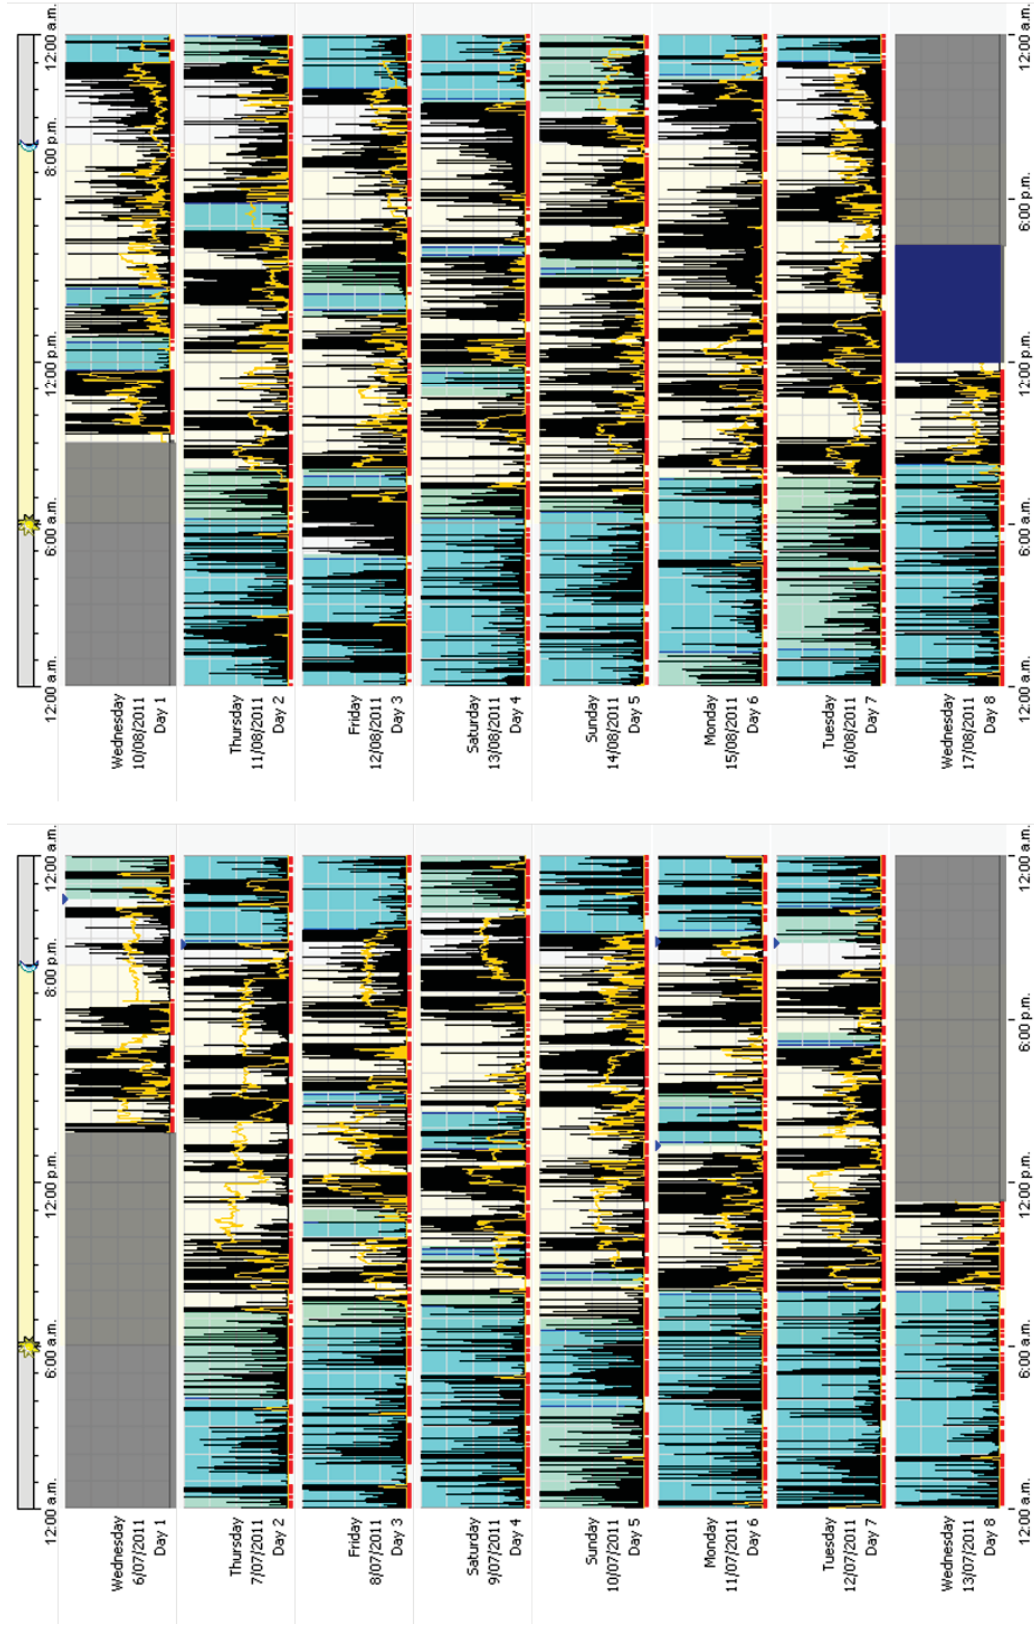 12:00 a.m.
6:00 a.m.
12:00 p.m.
8:00 p.m.
12:00 a.m.
Wednesday
10/08/2011
Day 1
Thursday
11/08/2011
Day 2
Friday
12/08/2011
Day 3
Saturday
13/08/2011
Day 4
Sunday
14/08/2011
Day 5
Monday
15/08/2011
Day 6
Tuesday
16/08/2011
Day 7
Wednesday
17/08/2011
Day 8
12:00 a.m.
6:00 a.m.
12:00 p.m.
6:00 p.m.
12:00 a.m.
12:00 a.m.
6:00 a.m.
12:00 p.m.
8:00 p.m.
12:00 a.m.
Wednesday
6/07/2011
Day 1
Thursday
7/07/2011
Day 2
Friday
8/07/2011
Day 3
Saturday
9/07/2011
Day 4
Sunday
10/07/2011
Day 5
Monday
11/07/2011
Day 6
Tuesday
12/07/2011
Day 7
Wednesday
13/07/2011
Day 8
12:00 a.m.
6:00 a.m.
12:00 p.m.
6:00 p.m.
12:00 a.m.